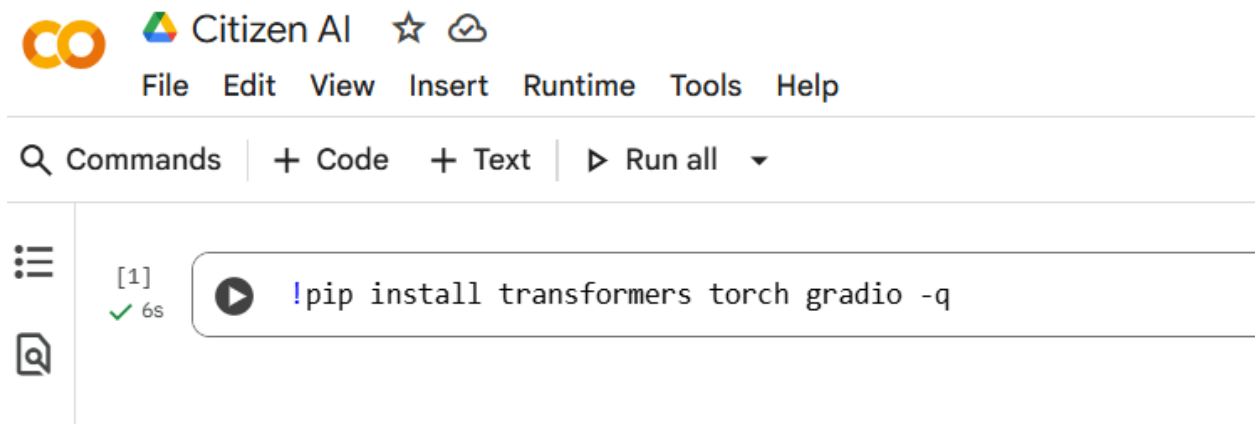 Citizen AI
File Edit View Insert Runtime Tools Help
Commands + Code + Text Run all
[1]
6s
!pip install transformers torch gradio -q